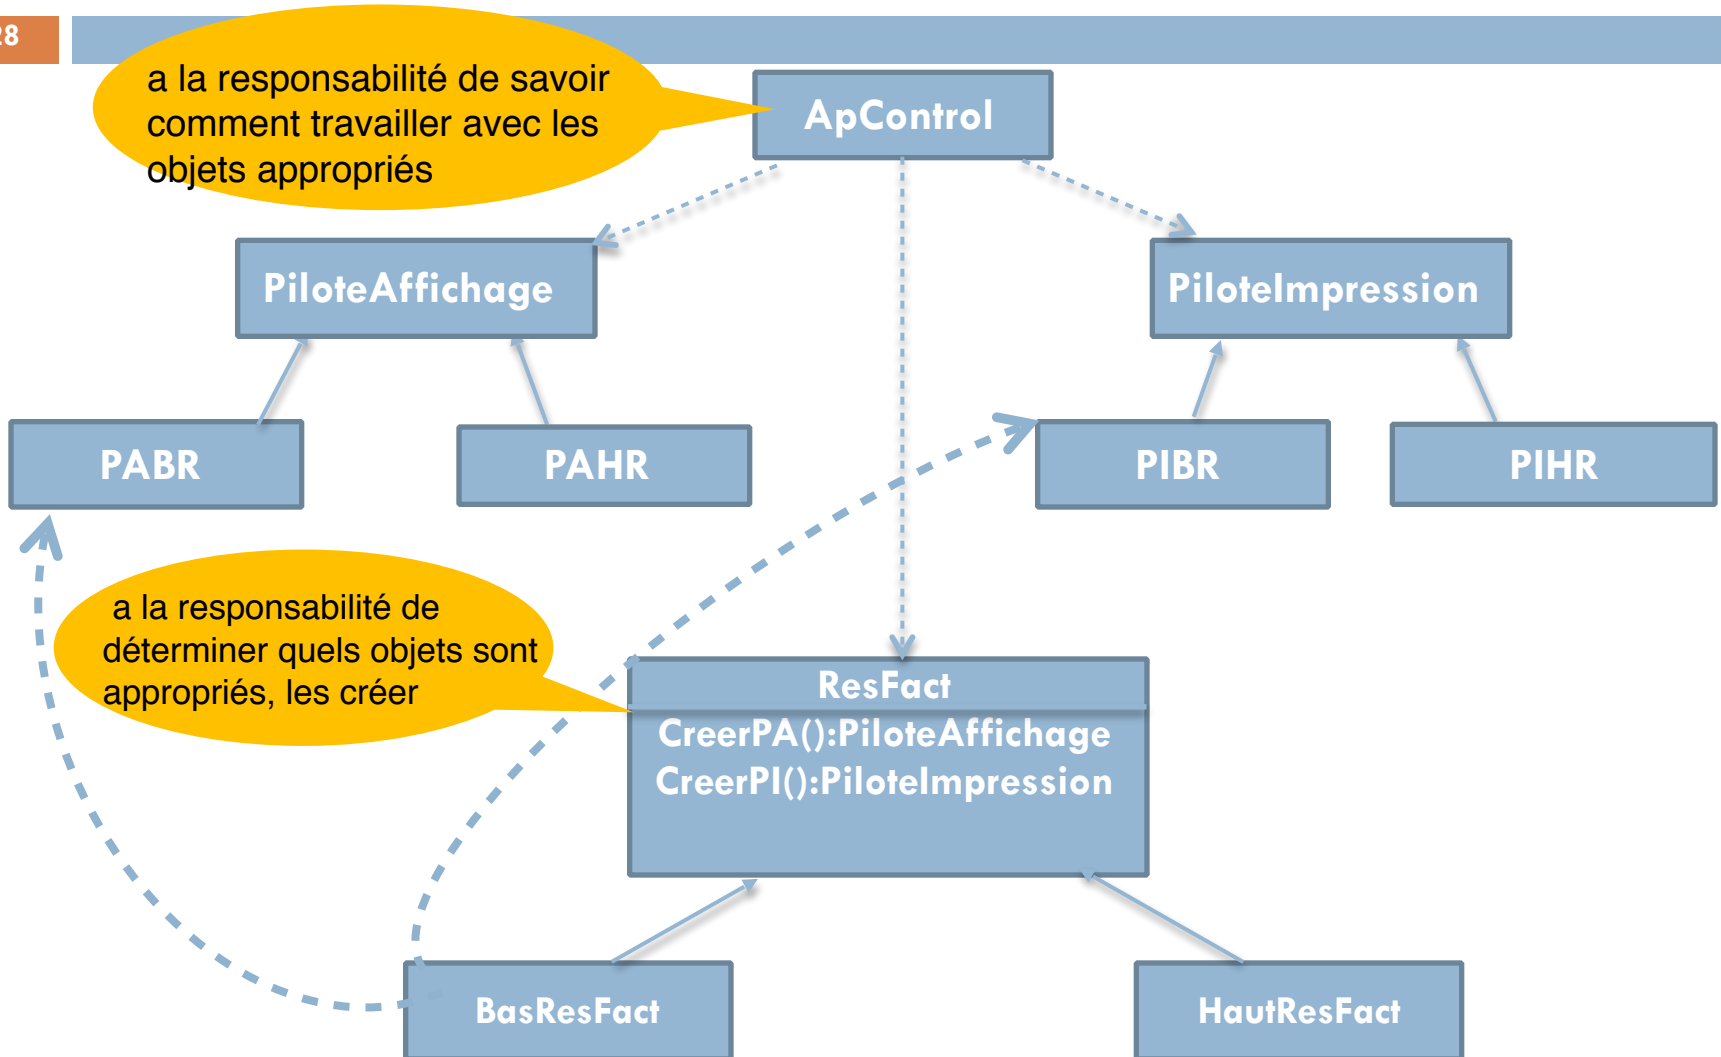 28
a la responsabilité de savoir
comment travailler avec les
objets appropriés
ApControl
PiloteAffichage
PiloteImpression
PABR
PAHR
PIBR
PIHR
a la responsabilité de
déterminer quels objets sont
appropriés, les créer
ResFact
CreerPA():PiloteAffichage
CreerPI():PiloteImpression
BasResFact
HautResFact